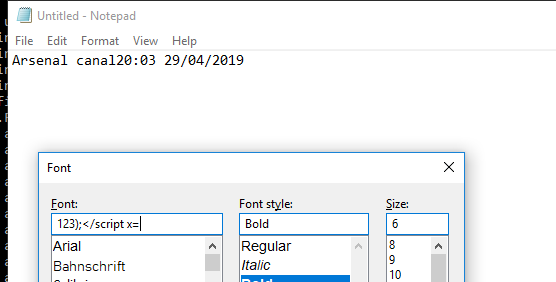 Untitled - Notepad
File Edit Format View Help
Arsenal canal20:03 29/04/2019
Font
Font: Font style: Size:
123);</script x= Bold 6
Arial Regular 8
Bahnschrift Italic 9
10